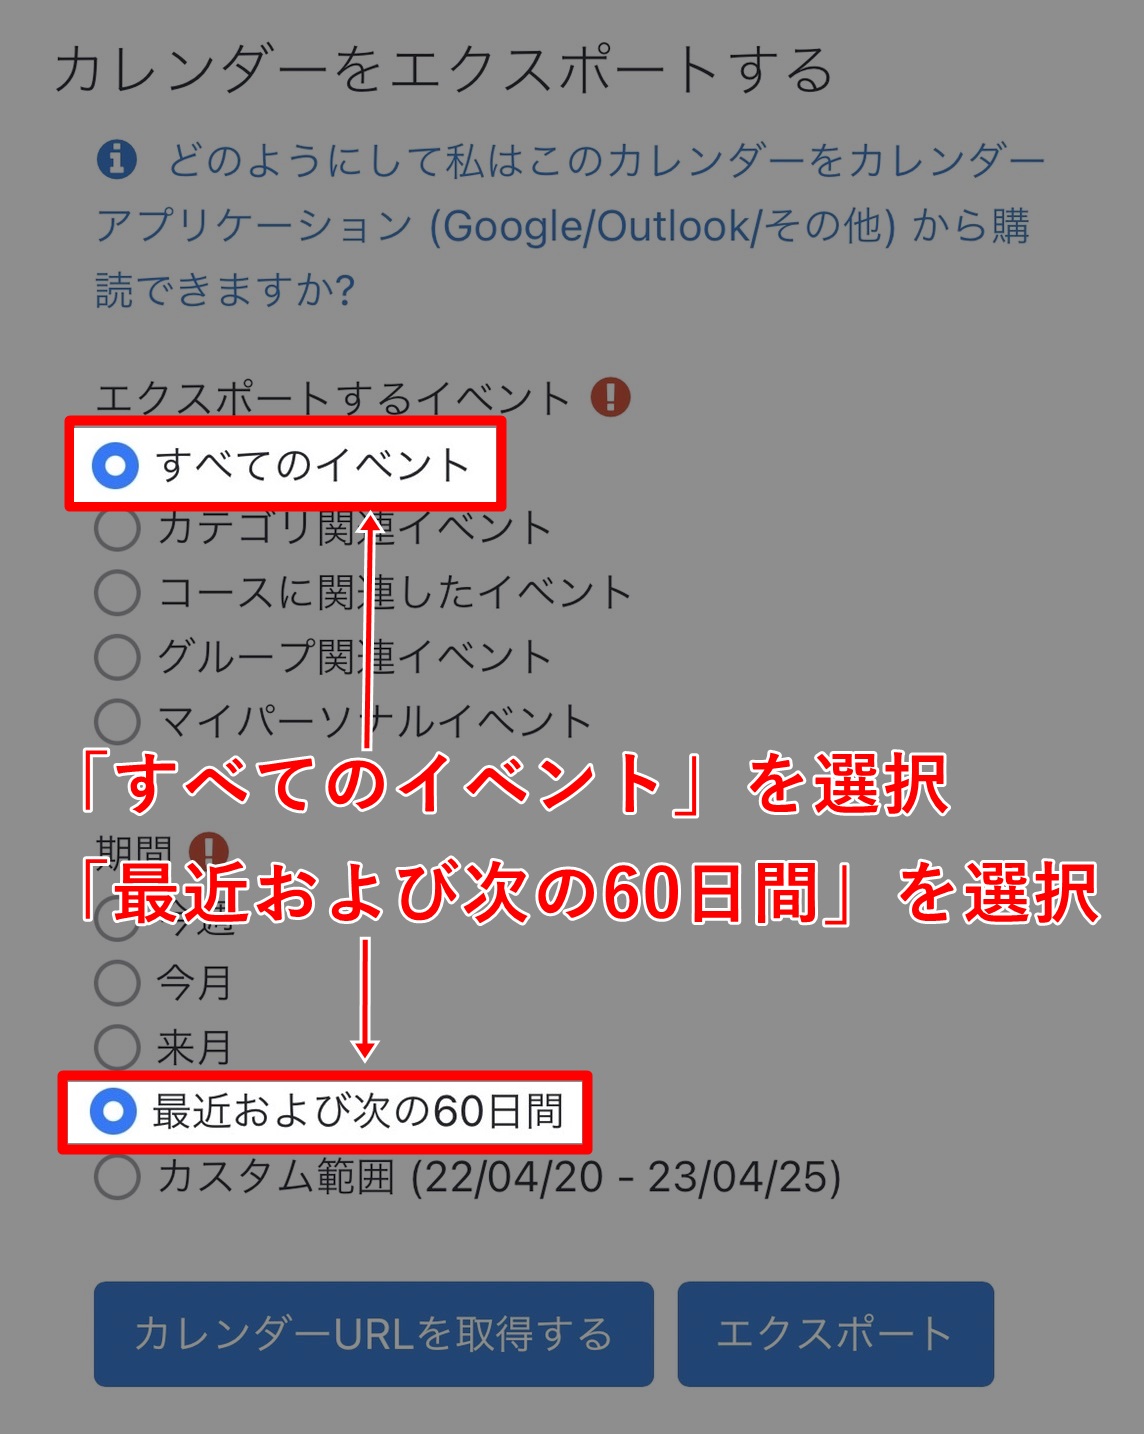 カレンダーをエクスポートする
どのようにして私はこのカレンダーをカレンダー
アプリケーション (Google/Outlook/その他) から購
読できますか?
エクスポートするイベント
すべてのイベント
カテゴリ関連イベント
コースに関連したイベント
グループ関連イベント
マイパーソナルイベント
「すべてのイベント」を選択
期間
「最近および次の60日間」を選択
今週
今月
来月
最近および次の60日間
カスタム範囲 (22/04/20 - 23/04/25)
カレンダーURLを取得する
エクスポート